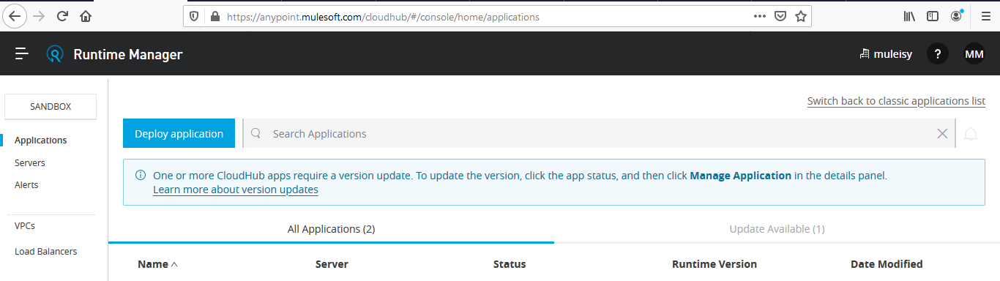 https://anypoint.mulesoft.com/cloudhub/#/console/home/applications
Runtime Manager
muleisy
?
MM
SANDBOX
Applications
Servers
Alerts
VPCs
Load Balancers
Switch back to classic applications list
Deploy application
Search Applications
One or more CloudHub apps require a version update. To update the version, click the app status, and then click Manage Application in the details panel.
Learn more about version updates
All Applications (2)
Update Available (1)
Name
Server
Status
Runtime Version
Date Modified